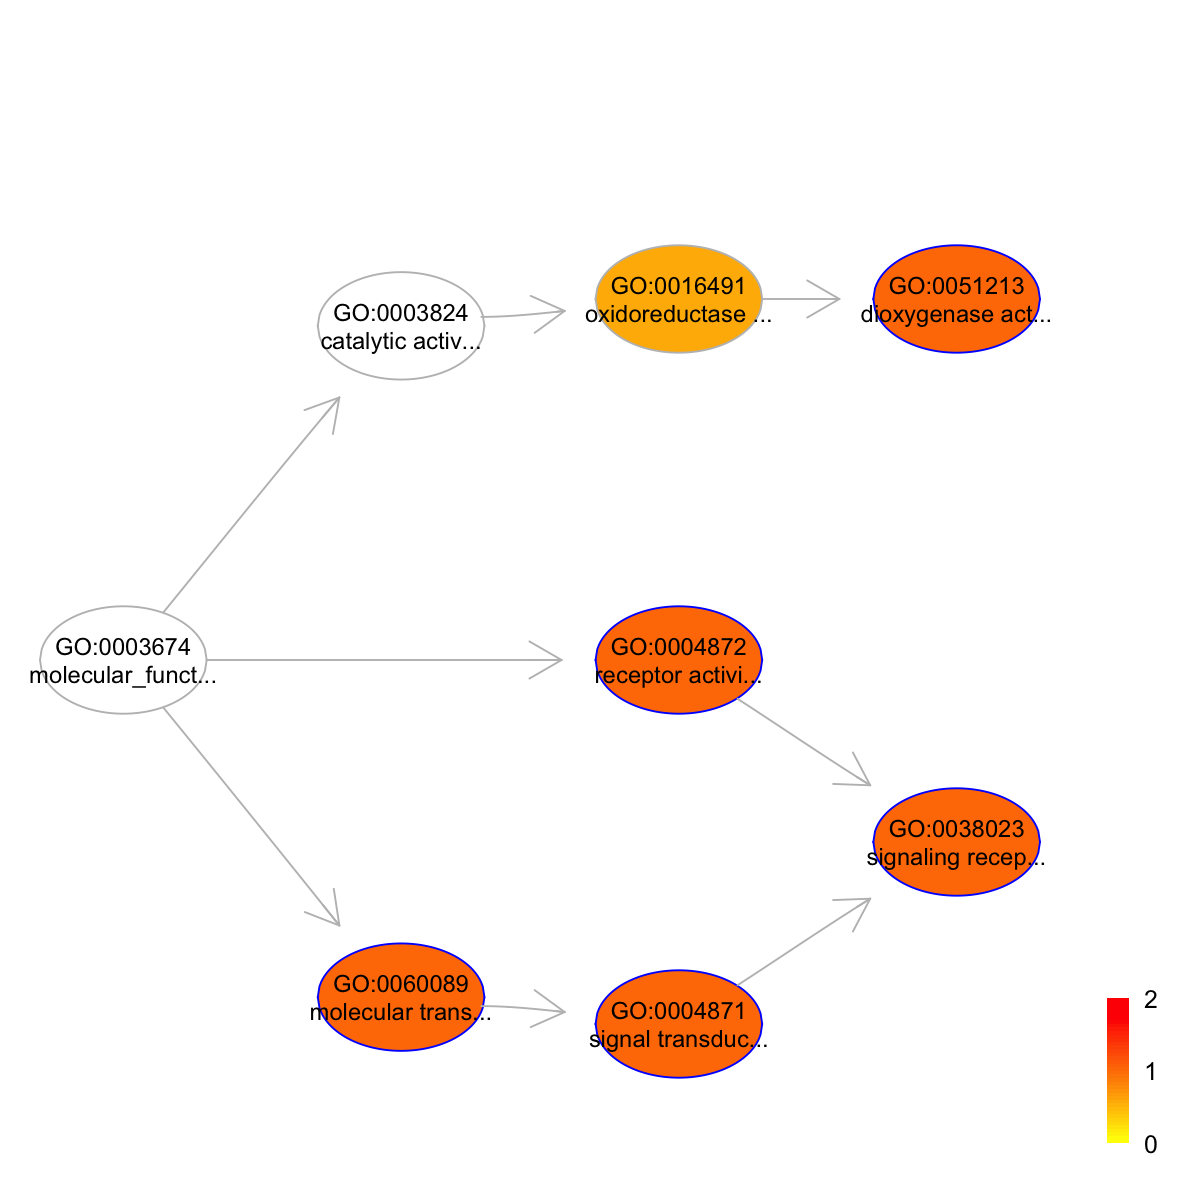 GO:0016491
oxidoreductase ...
GO:0051213
dioxygenase act...
GO:0003824
catalytic activ...
GO:0003674
molecular_funct...
GO:0004872
receptor activi...
GO:0038023
signaling recep...
GO:0060089
molecular trans...
GO:0004871
signal transduc...
2
1
0